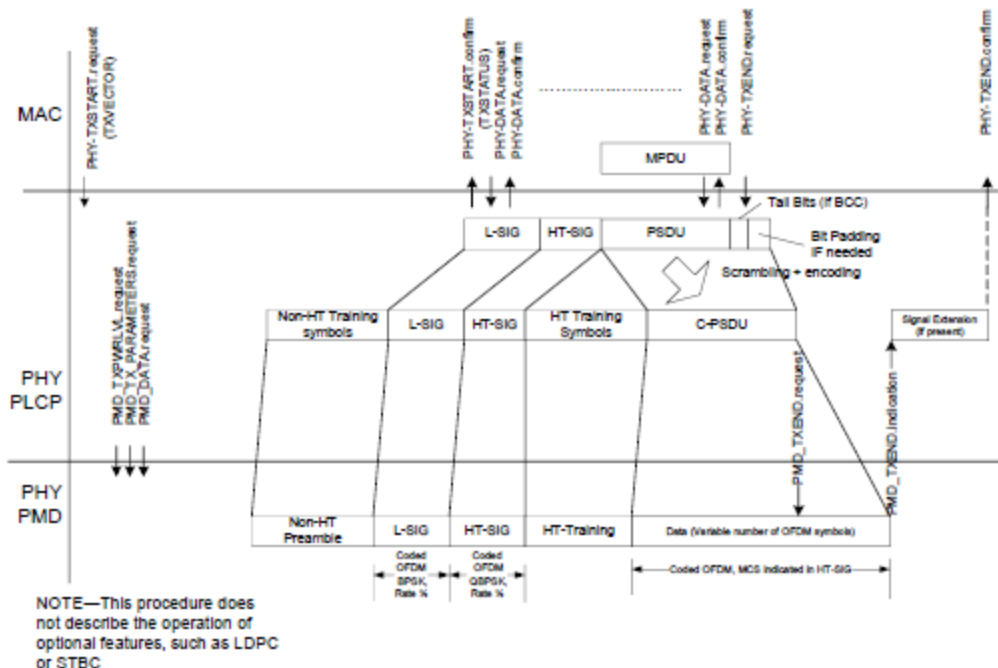 PHY-TXSTART.request
(TXVECTOR)
PHY-TXSTART.confirm
(TXSTATUS)
PHY-DATA.request
PHY-DATA.confirm
PHY-DATA.request
PHY-DATA.confirm
PHY-TXEND.request
PHY-TXEND.confirm
MAC
MPDU
Tail Bits (If BCC)
L-SIG
HT-SIG
PSDU
Bit Padding
IF needed
Scrambling + encoding
PMD_TXPWRLVL.request
PMD_TX_PARAMETERS.request
PMD_DATA.request
Non-HT Training
symbols
L-SIG
HT-SIG
HT Training
Symbols
C-PSDU
Signal Extension
(If present)
PHY
PLCP
PMD_TXEND.request
PMD_TXEND.indication
PHY
PMD
Non-HT
Preamble
L-SIG
HT-SIG
HT-Training
Data (Variable number of OFDM symbols)
Coded
OFDM
BPSK,
Rate
Coded
OFDM
QBPSK,
Rate
Coded OFDM, MCS indicated in HT-SIG
NOTE—This procedure does
not describe the operation of
optional features, such as LDPC
or STBC